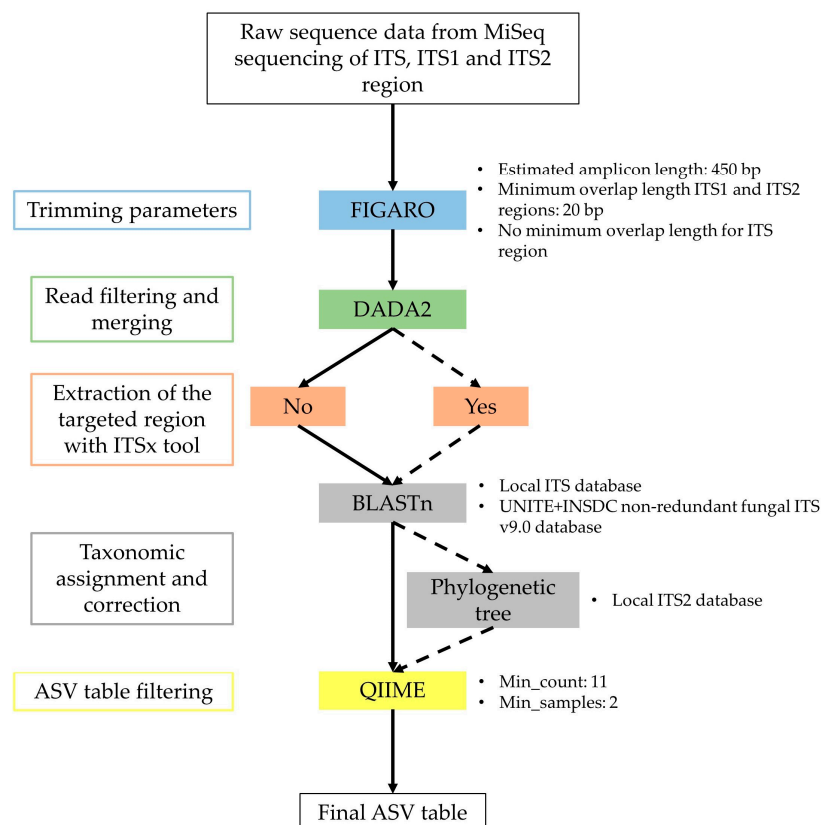 Raw sequence data from MiSeq
sequencing of ITS, ITS1 and ITS2
region
• Estimated amplicon length: 450 bp
• Minimum overlap length ITS1 and ITS2
regions: 20 bp
• No minimum overlap length for ITS
region
Trimming parameters
FIGARO
Read filtering and
merging
DADA2
Extraction of the
targeted region
with ITSx tool
No
Yes
BLASTn
• Local ITS database
• UNITE+INSDC non-redundant fungal ITS
v9.0 database
Taxonomic
assignment and
correction
Phylogenetic
tree
• Local ITS2 database
ASV table filtering
QIIME
• Min_count: 11
• Min_samples: 2
Final ASV table